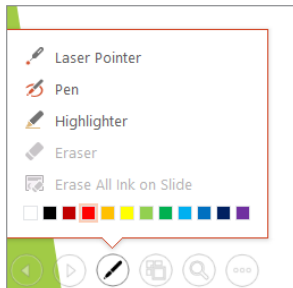 Laser Pointer
Pen
Highlighter
Eraser
Erase All Ink on Slide